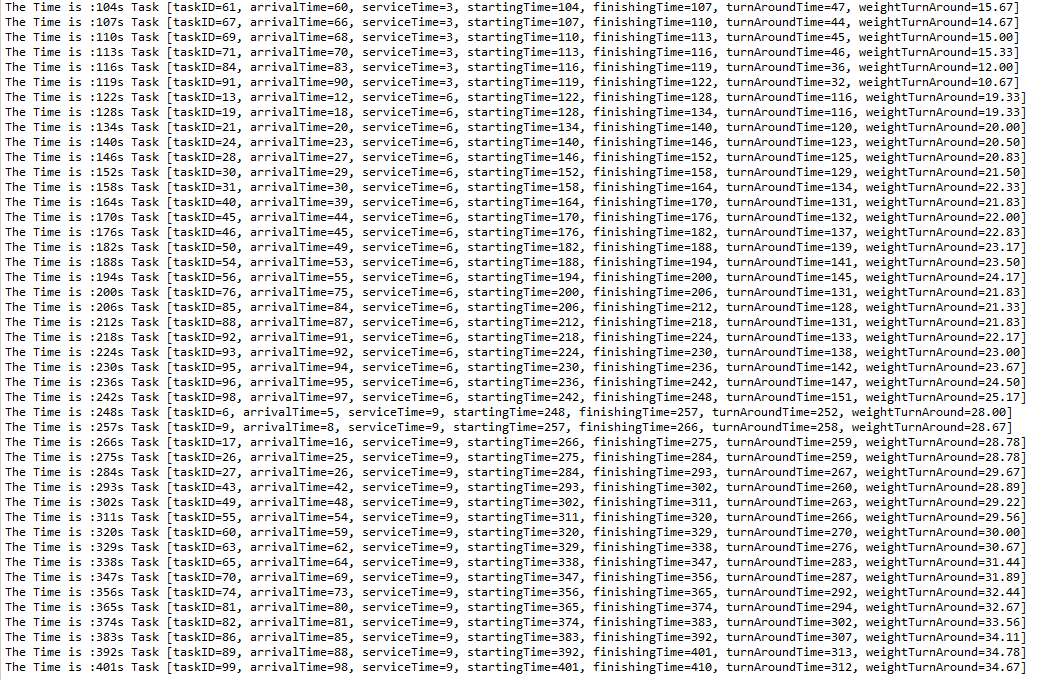 The Time is :104s Task [taskID=61, arrivalTime=60, serviceTime=3, startingTime=104, finishingTime=107, turnAroundTime=47, weightTurnAround=15.67]
The Time is :107s Task [taskID=67, arrivalTime=66, serviceTime=3, startingTime=107, finishingTime=110, turnAroundTime=44, weightTurnAround=14.67]
The Time is :110s Task [taskID=69, arrivalTime=68, serviceTime=3, startingTime=110, finishingTime=113, turnAroundTime=45, weightTurnAround=15.00]
The Time is :113s Task [taskID=71, arrivalTime=70, serviceTime=3, startingTime=113, finishingTime=116, turnAroundTime=46, weightTurnAround=15.33]
The Time is :116s Task [taskID=84, arrivalTime=83, serviceTime=3, startingTime=116, finishingTime=119, turnAroundTime=36, weightTurnAround=12.00]
The Time is :119s Task [taskID=91, arrivalTime=90, serviceTime=3, startingTime=119, finishingTime=122, turnAroundTime=32, weightTurnAround=10.67]
The Time is :122s Task [taskID=13, arrivalTime=12, serviceTime=6, startingTime=122, finishingTime=128, turnAroundTime=116, weightTurnAround=19.33]
The Time is :128s Task [taskID=19, arrivalTime=18, serviceTime=6, startingTime=128, finishingTime=134, turnAroundTime=116, weightTurnAround=19.33]
The Time is :134s Task [taskID=21, arrivalTime=20, serviceTime=6, startingTime=134, finishingTime=140, turnAroundTime=120, weightTurnAround=20.00]
The Time is :140s Task [taskID=24, arrivalTime=23, serviceTime=6, startingTime=140, finishingTime=146, turnAroundTime=123, weightTurnAround=20.50]
The Time is :146s Task [taskID=28, arrivalTime=27, serviceTime=6, startingTime=146, finishingTime=152, turnAroundTime=125, weightTurnAround=20.83]
The Time is :152s Task [taskID=30, arrivalTime=29, serviceTime=6, startingTime=152, finishingTime=158, turnAroundTime=129, weightTurnAround=21.50]
The Time is :158s Task [taskID=31, arrivalTime=30, serviceTime=6, startingTime=158, finishingTime=164, turnAroundTime=134, weightTurnAround=22.33]
The Time is :164s Task [taskID=40, arrivalTime=39, serviceTime=6, startingTime=164, finishingTime=170, turnAroundTime=131, weightTurnAround=21.83]
The Time is :170s Task [taskID=45, arrivalTime=44, serviceTime=6, startingTime=170, finishingTime=176, turnAroundTime=132, weightTurnAround=22.00]
The Time is :176s Task [taskID=46, arrivalTime=45, serviceTime=6, startingTime=176, finishingTime=182, turnAroundTime=137, weightTurnAround=22.83]
The Time is :182s Task [taskID=50, arrivalTime=49, serviceTime=6, startingTime=182, finishingTime=188, turnAroundTime=139, weightTurnAround=23.17]
The Time is :188s Task [taskID=54, arrivalTime=53, serviceTime=6, startingTime=188, finishingTime=194, turnAroundTime=141, weightTurnAround=23.50]
The Time is :194s Task [taskID=56, arrivalTime=55, serviceTime=6, startingTime=194, finishingTime=200, turnAroundTime=145, weightTurnAround=24.17]
The Time is :200s Task [taskID=76, arrivalTime=75, serviceTime=6, startingTime=200, finishingTime=206, turnAroundTime=131, weightTurnAround=21.83]
The Time is :206s Task [taskID=85, arrivalTime=84, serviceTime=6, startingTime=206, finishingTime=212, turnAroundTime=128, weightTurnAround=21.33]
The Time is :212s Task [taskID=88, arrivalTime=87, serviceTime=6, startingTime=212, finishingTime=218, turnAroundTime=131, weightTurnAround=21.83]
The Time is :218s Task [taskID=92, arrivalTime=91, serviceTime=6, startingTime=218, finishingTime=224, turnAroundTime=133, weightTurnAround=22.17]
The Time is :224s Task [taskID=93, arrivalTime=92, serviceTime=6, startingTime=224, finishingTime=230, turnAroundTime=138, weightTurnAround=23.00]
The Time is :230s Task [taskID=95, arrivalTime=94, serviceTime=6, startingTime=230, finishingTime=236, turnAroundTime=142, weightTurnAround=23.67]
The Time is :236s Task [taskID=96, arrivalTime=95, serviceTime=6, startingTime=236, finishingTime=242, turnAroundTime=147, weightTurnAround=24.50]
The Time is :242s Task [taskID=98, arrivalTime=97, serviceTime=6, startingTime=242, finishingTime=248, turnAroundTime=151, weightTurnAround=25.17]
The Time is :248s Task [taskID=6, arrivalTime=5, serviceTime=9, startingTime=248, finishingTime=257, turnAroundTime=252, weightTurnAround=28.00]
The Time is :257s Task [taskID=9, arrivalTime=8, serviceTime=9, startingTime=257, finishingTime=266, turnAroundTime=258, weightTurnAround=28.67]
The Time is :266s Task [taskID=17, arrivalTime=16, serviceTime=9, startingTime=266, finishingTime=275, turnAroundTime=259, weightTurnAround=28.78]
The Time is :275s Task [taskID=26, arrivalTime=25, serviceTime=9, startingTime=275, finishingTime=284, turnAroundTime=259, weightTurnAround=28.78]
The Time is :284s Task [taskID=27, arrivalTime=26, serviceTime=9, startingTime=284, finishingTime=293, turnAroundTime=267, weightTurnAround=29.67]
The Time is :293s Task [taskID=43, arrivalTime=42, serviceTime=9, startingTime=293, finishingTime=302, turnAroundTime=260, weightTurnAround=28.89]
The Time is :302s Task [taskID=49, arrivalTime=48, serviceTime=9, startingTime=302, finishingTime=311, turnAroundTime=263, weightTurnAround=29.22]
The Time is :311s Task [taskID=55, arrivalTime=54, serviceTime=9, startingTime=311, finishingTime=320, turnAroundTime=266, weightTurnAround=29.56]
The Time is :320s Task [taskID=60, arrivalTime=59, serviceTime=9, startingTime=320, finishingTime=329, turnAroundTime=270, weightTurnAround=30.00]
The Time is :329s Task [taskID=63, arrivalTime=62, serviceTime=9, startingTime=329, finishingTime=338, turnAroundTime=276, weightTurnAround=30.67]
The Time is :338s Task [taskID=65, arrivalTime=64, serviceTime=9, startingTime=338, finishingTime=347, turnAroundTime=283, weightTurnAround=31.44]
The Time is :347s Task [taskID=70, arrivalTime=69, serviceTime=9, startingTime=347, finishingTime=356, turnAroundTime=287, weightTurnAround=31.89]
The Time is :356s Task [taskID=74, arrivalTime=73, serviceTime=9, startingTime=356, finishingTime=365, turnAroundTime=292, weightTurnAround=32.44]
The Time is :365s Task [taskID=81, arrivalTime=80, serviceTime=9, startingTime=365, finishingTime=374, turnAroundTime=294, weightTurnAround=32.67]
The Time is :374s Task [taskID=82, arrivalTime=81, serviceTime=9, startingTime=374, finishingTime=383, turnAroundTime=302, weightTurnAround=33.56]
The Time is :383s Task [taskID=86, arrivalTime=85, serviceTime=9, startingTime=383, finishingTime=392, turnAroundTime=307, weightTurnAround=34.11]
The Time is :392s Task [taskID=89, arrivalTime=88, serviceTime=9, startingTime=392, finishingTime=401, turnAroundTime=313, weightTurnAround=34.78]
The Time is :401s Task [taskID=99, arrivalTime=98, serviceTime=9, startingTime=401, finishingTime=410, turnAroundTime=312, weightTurnAround=34.67]